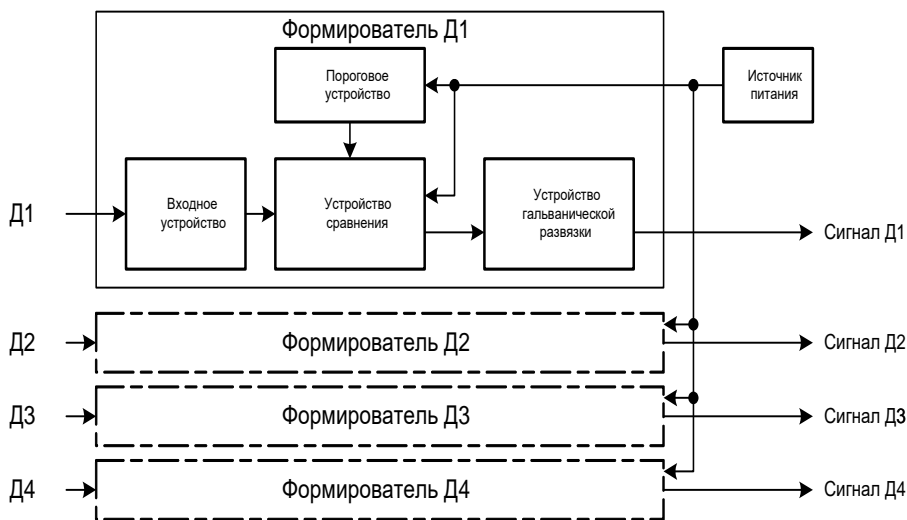 Формирователь Д1
Пороговое
устройство
Источник
питания
Д1
Входное
устройство
Устройство
сравнения
Устройство
гальванической
развязки
Сигнал Д1
Д2
Формирователь Д2
Сигнал Д2
Д3
Формирователь Д3
Сигнал Д3
Д4
Формирователь Д4
Сигнал Д4